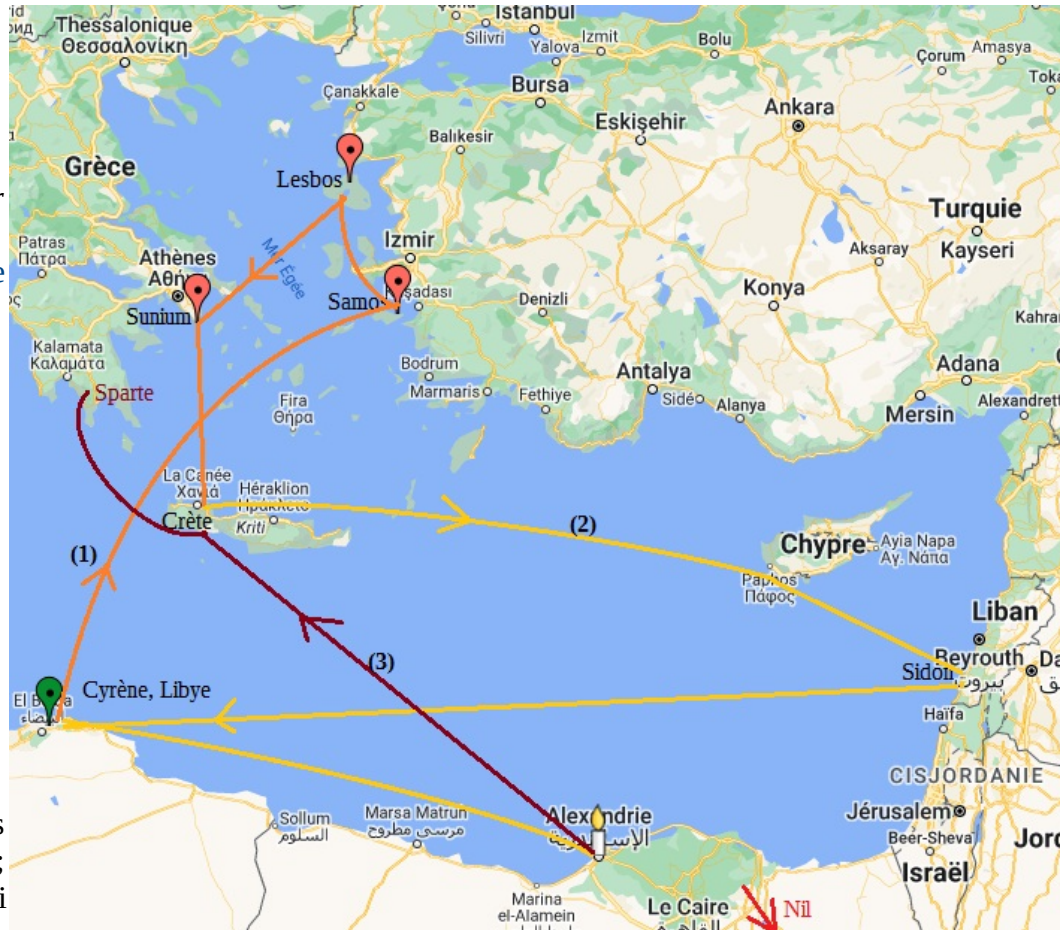 Thessalonique
Θεσσαλονίκη
Istanbul
Silivri
Yalova
Izmit
Bolu
Çorum
Amasya
Bursa
Çanakkale
Balıkesir
Eskişehir
Ankara
Grèce
Lesbos
Turquie
Kayseri
Patras
Πάτρα
Athènes
Mer Égée
Izmir
Aksaray
Sunium
Samos
Denizli
Konya
Kalamata
Καλαμάτα
Sparte
Bodrum
Marmaris
Fethiye
Antalya
Sidé
Alanya
Adana
Mersin
Fira
Θήρα
La Canée
Χανιά
Héraklion
Crète
Kriti
(1)
(2)
Chypre
Ayia Napa
Αγ. Νάπα
Paphos
Πάφος
Liban
Beyrouth
بيروت
Sidon
(3)
Cyrène, Libye
Haïfa
CISJORDANIE
Jérusalem
Beer-Sheva
Israël
Sollum
السلوم
Marsa Matrun
مرسى مطروح
Alexandrie
Marina
el-Alamein
Le Caire
Nil